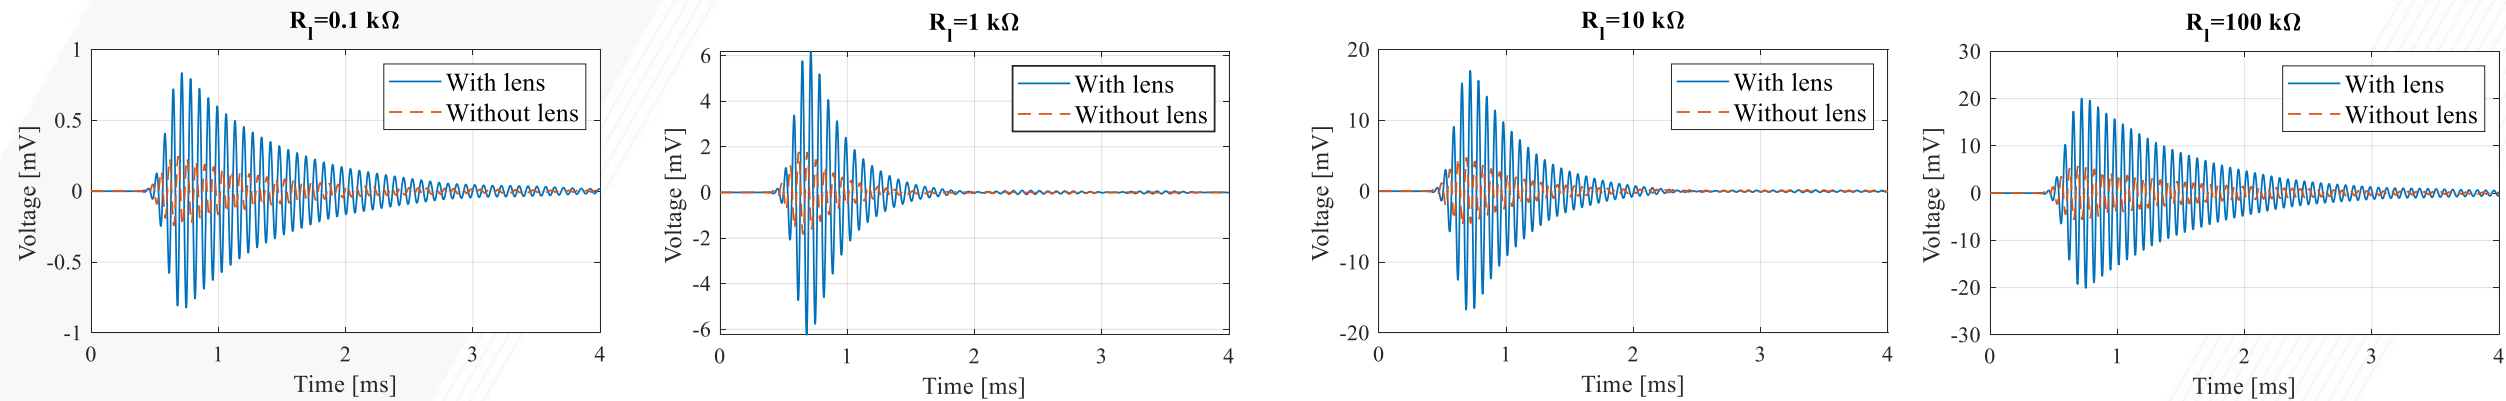 R_l=0.1 kΩ
1
0.5
0
-0.5
-1
Voltage [mV]
0 1 2 3 4
Time [ms]
With lens
Without lens
R_l=1 kΩ
6
4
2
0
-2
-4
-6
Voltage [mV]
0 1 2 3 4
Time [ms]
With lens
Without lens
R_l=10 kΩ
20
10
0
-10
-20
Voltage [mV]
0 1 2 3 4
Time [ms]
With lens
Without lens
R_l=100 kΩ
30
20
10
0
-10
-20
-30
Voltage [mV]
0 1 2 3 4
Time [ms]
With lens
Without lens